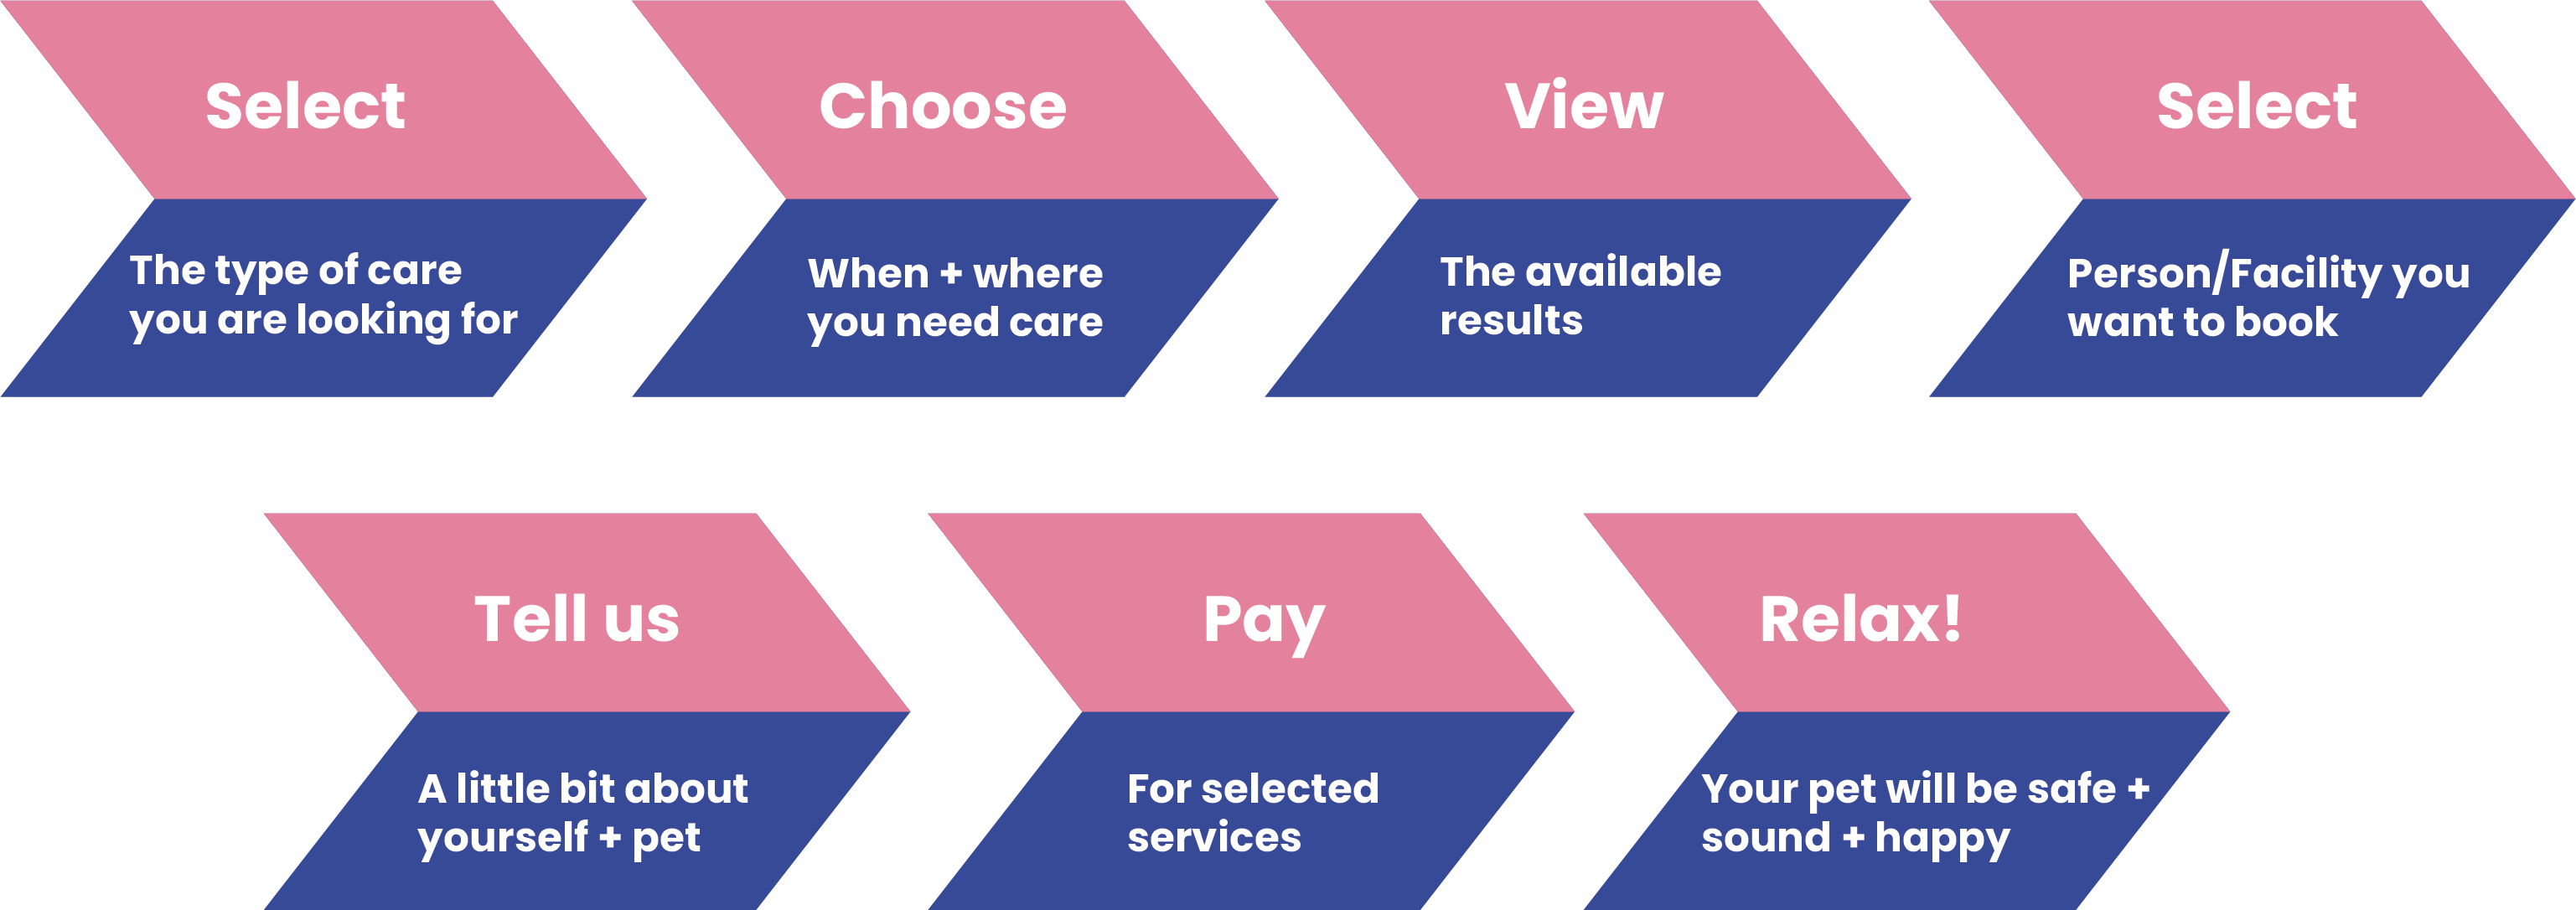 Select
The type of care
you are looking for
Choose
When + where
you need care
View
The available
results
Select
Person/Facility you
want to book
Tell us
A little bit about
yourself + pet
Pay
For selected
services
Relax!
Your pet will be safe +
sound + happy